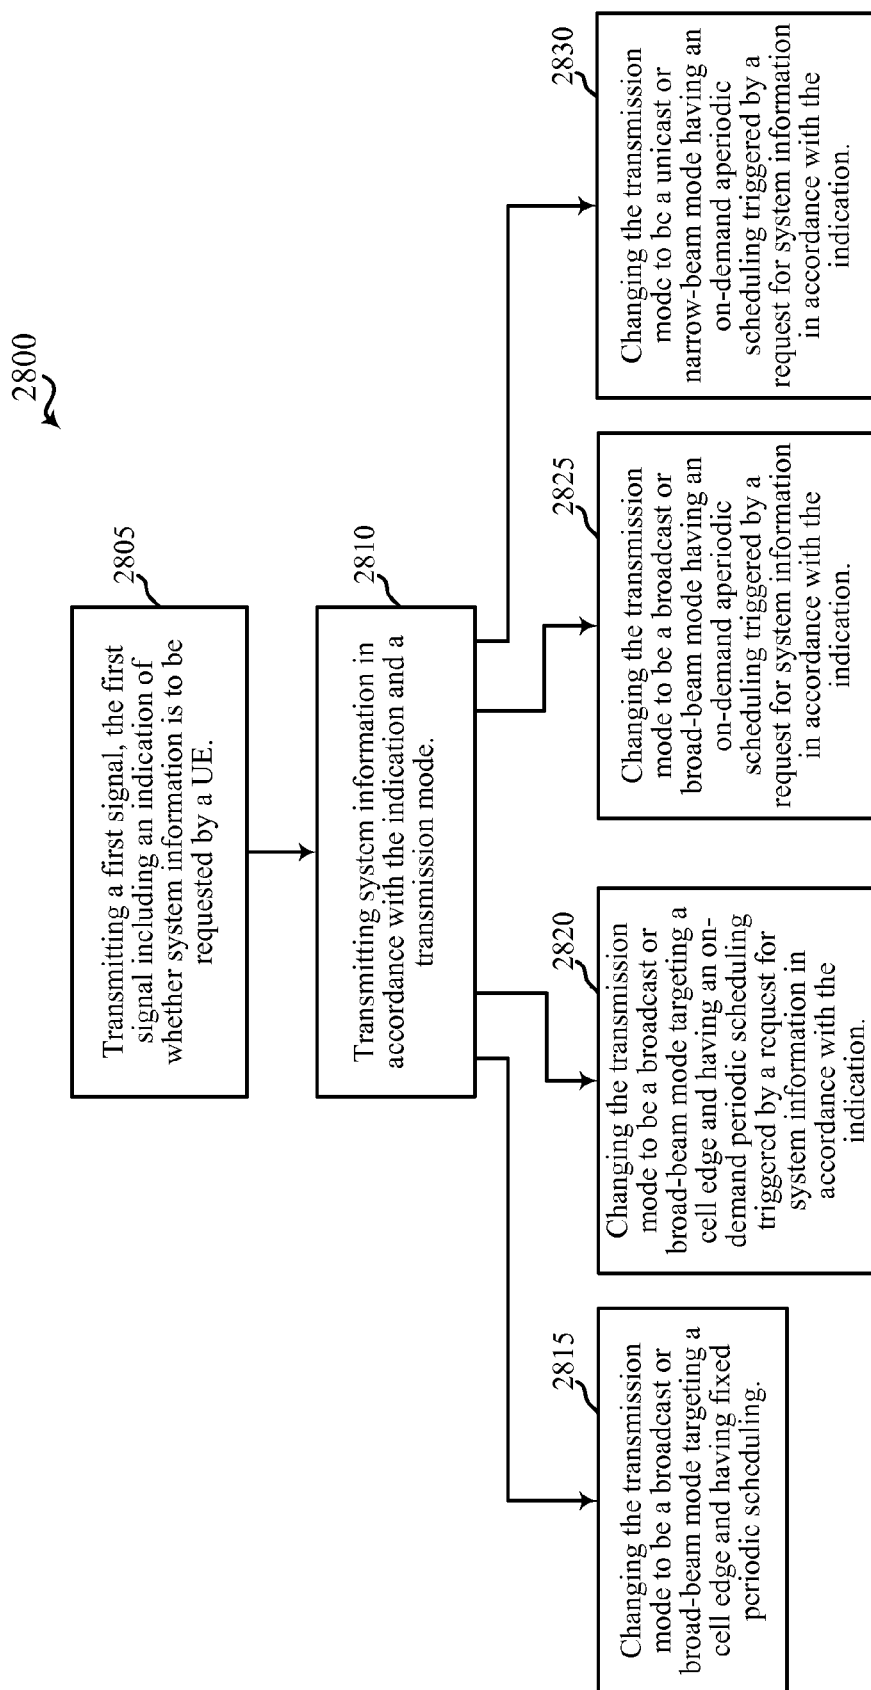 2800
2805
Transmitting a first signal, the first
signal including an indication of
whether system information is to be
requested by a UE.
2810
Transmitting system information in
accordance with the indication and a
transmission mode.
2815
Changing the transmission
mode to be a broadcast or
broad-beam mode targeting a
cell edge and having fixed
periodic scheduling.
2820
Changing the transmission
mode to be a broadcast or
broad-beam mode targeting a
cell edge and having an on-
demand periodic scheduling
triggered by a request for
system information in
accordance with the
indication.
2825
Changing the transmission
mode to be a broadcast or
broad-beam mode having an
on-demand aperiodic
scheduling triggered by a
request for system information
in accordance with the
indication.
2830
Changing the transmission
mode to be a unicast or
narrow-beam mode having an
on-demand aperiodic
scheduling triggered by a
request for system information
in accordance with the
indication.